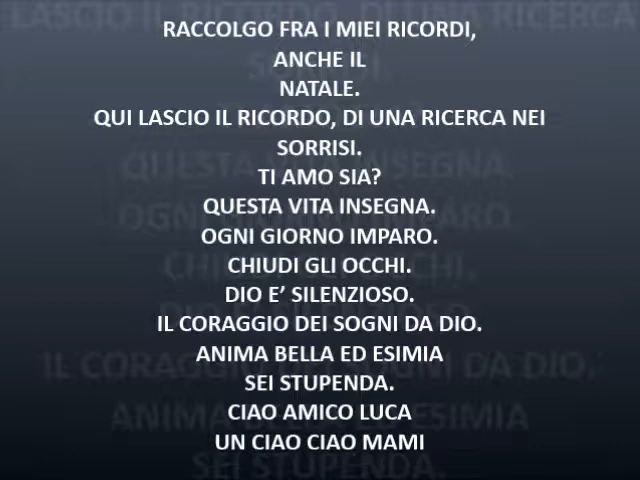 RACCOLGO FRA I MIEI RICORDI,
ANCHE IL
NATALE.
QUI LASCIO IL RICORDO, DI UNA RICERCA NEI
SORRISI.
TI AMO SIA?
QUESTA VITA INSEGNA.
OGNI GIORNO IMPARO.
CHIUDI GLI OCCHI.
DIO E’ SILENZIOSO.
IL CORAGGIO DEI SOGNI DA DIO.
ANIMA BELLA ED ESIMIA
SEI STUPENDA.
CIAO AMICO LUCA
UN CIAO CIAO MAMI